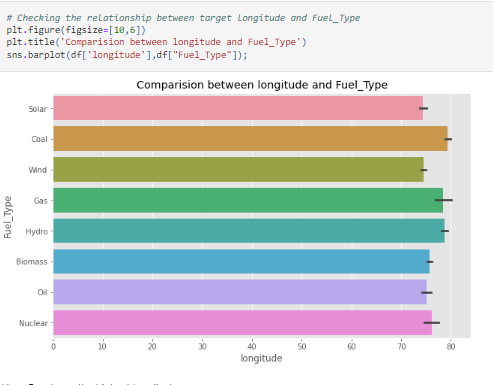 # Checking the relationship between target Longitude and Fuel_Type
plt.figure(figsize=[10,6])
plt.title('Comparision between longitude and Fuel_Type')
sns.barplot(df['longitude'],df["Fuel_Type"]);
Comparision between longitude and Fuel_Type
Fuel_Type
Solar
Coal
Wind
Gas
Hydro
Biomass
Oil
Nuclear
0 10 20 30 40 50 60 70 80
longitude